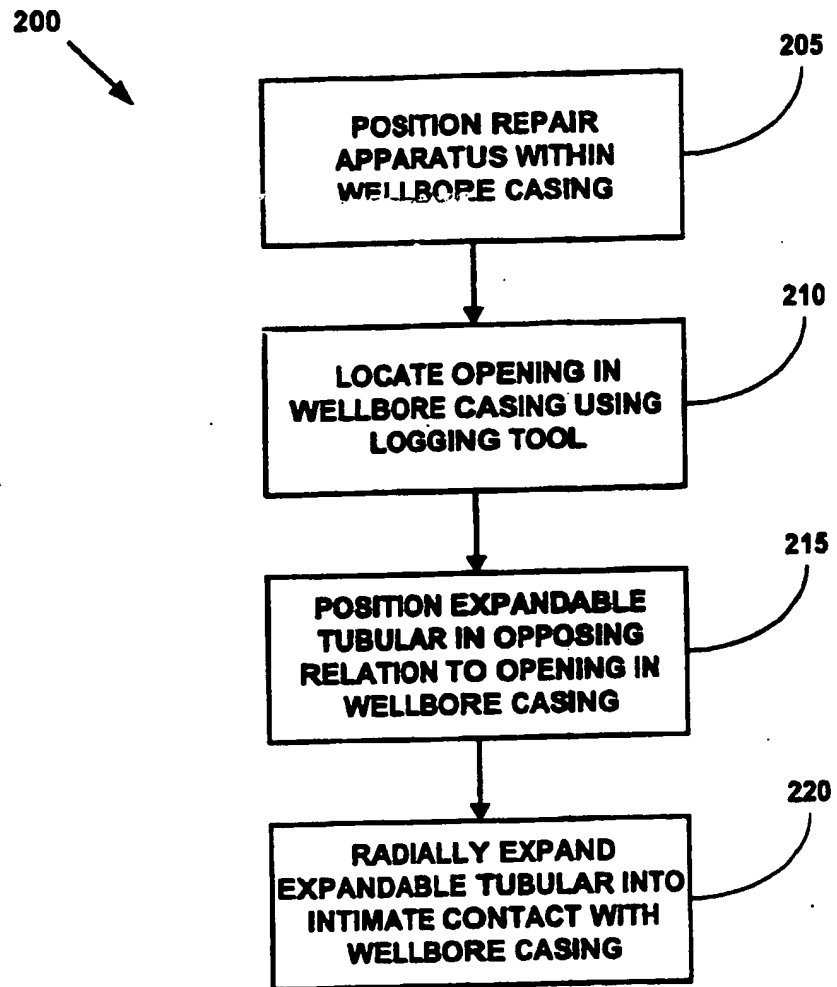 200
205
POSITION REPAIR
APPARATUS WITHIN
WELLBORE CASING
210
LOCATE OPENING IN
WELLBORE CASING USING
LOGGING TOOL
215
POSITION EXPANDABLE
TUBULAR IN OPPOSING
RELATION TO OPENING IN
WELLBORE CASING
220
RADIALLY EXPAND
EXPANDABLE TUBULAR INTO
INTIMATE CONTACT WITH
WELLBORE CASING